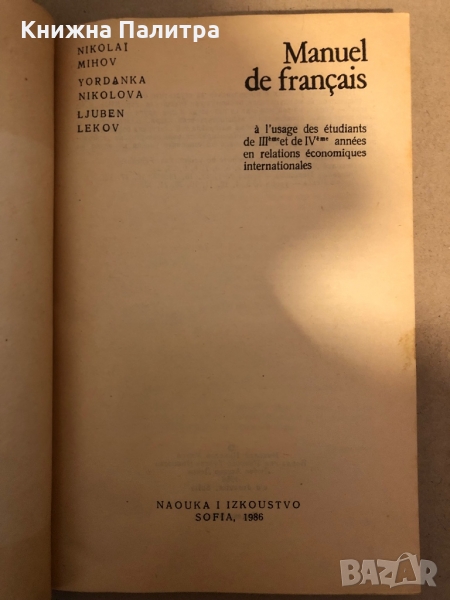 Книжна Палитра
NIKOLAI
MIHOV
YORDANKA
NIKOLOVA
LJUBEN
LEKOV
Manuel
de français
à l'usage des étudiants
de IIIème et de IVème années
en relations économiques
internationales
NAOUKA I IZKOUSTVO
SOFIA, 1986
BAZAR